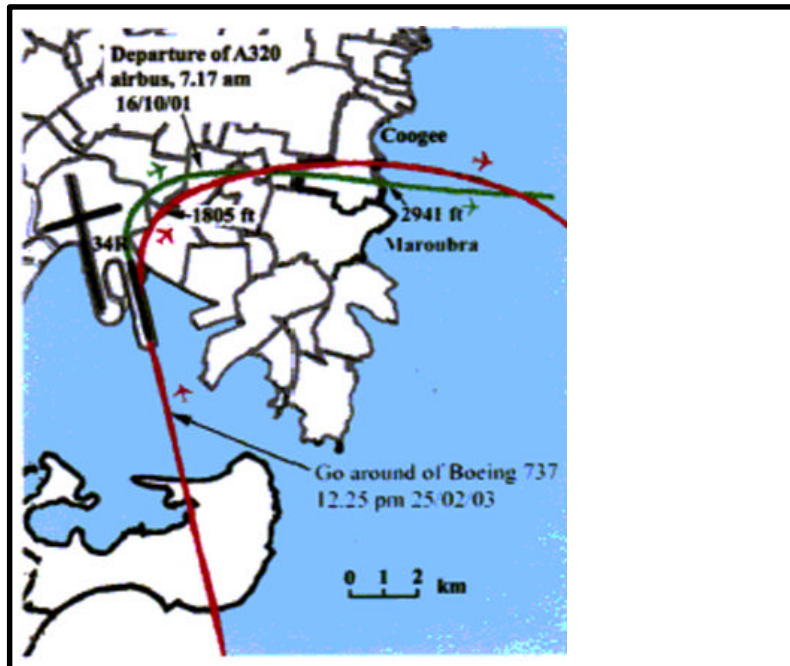 Departure of A320
airbus, 7.17 am
16/10/01
Coogee
1805 ft
2941 ft
34R
Maroubra
Go around of Boeing 737
12.25 pm 25/02/03
0 1 2 km